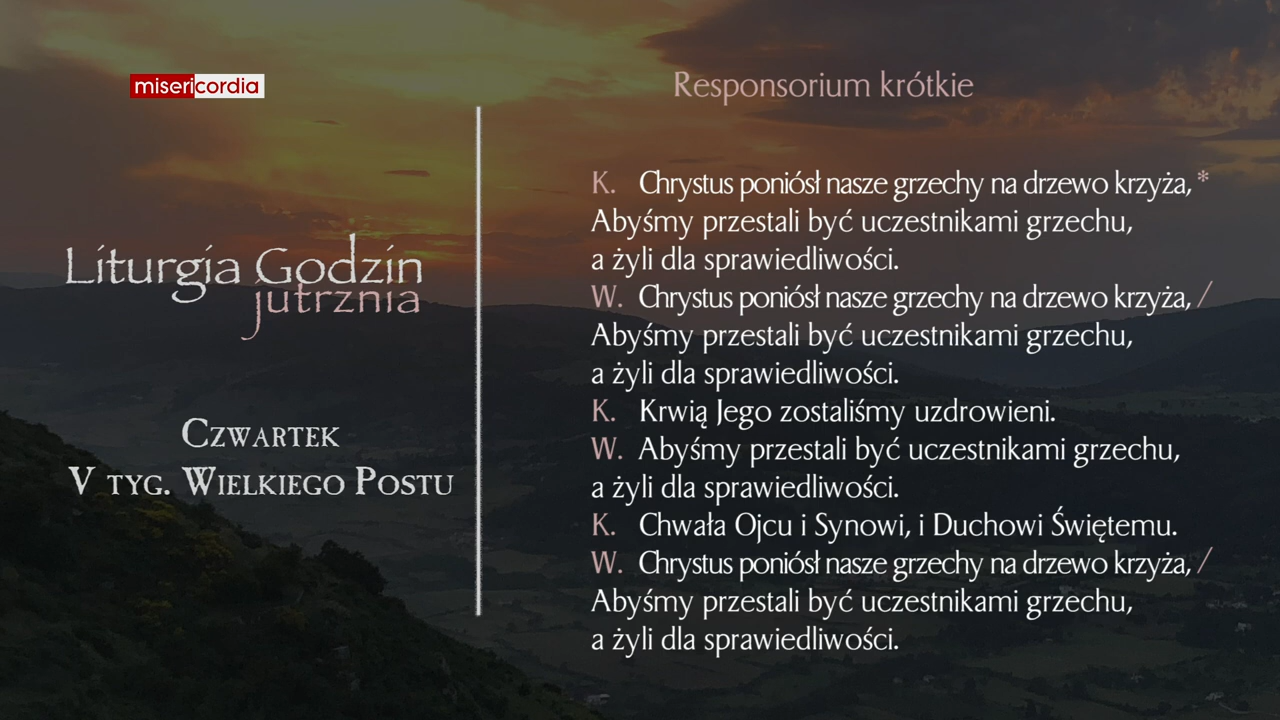 misericordia
Liturgia Godzin
jutrznia
Czwartek
V tyg. Wielkiego Postu
Responsorium krótkie
K. Chrystus poniósł nasze grzechy na drzewo krzyża, *
Abyśmy przestali być uczestnikami grzechu,
a żyli dla sprawiedliwości.
W. Chrystus poniósł nasze grzechy na drzewo krzyża, /
Abyśmy przestali być uczestnikami grzechu,
a żyli dla sprawiedliwości.
K. Krwią Jego zostaliśmy uzdrowieni.
W. Abyśmy przestali być uczestnikami grzechu,
a żyli dla sprawiedliwości.
K. Chwała Ojcu i Synowi, i Duchowi Świętemu.
W. Chrystus poniósł nasze grzechy na drzewo krzyża, /
Abyśmy przestali być uczestnikami grzechu,
a żyli dla sprawiedliwości.